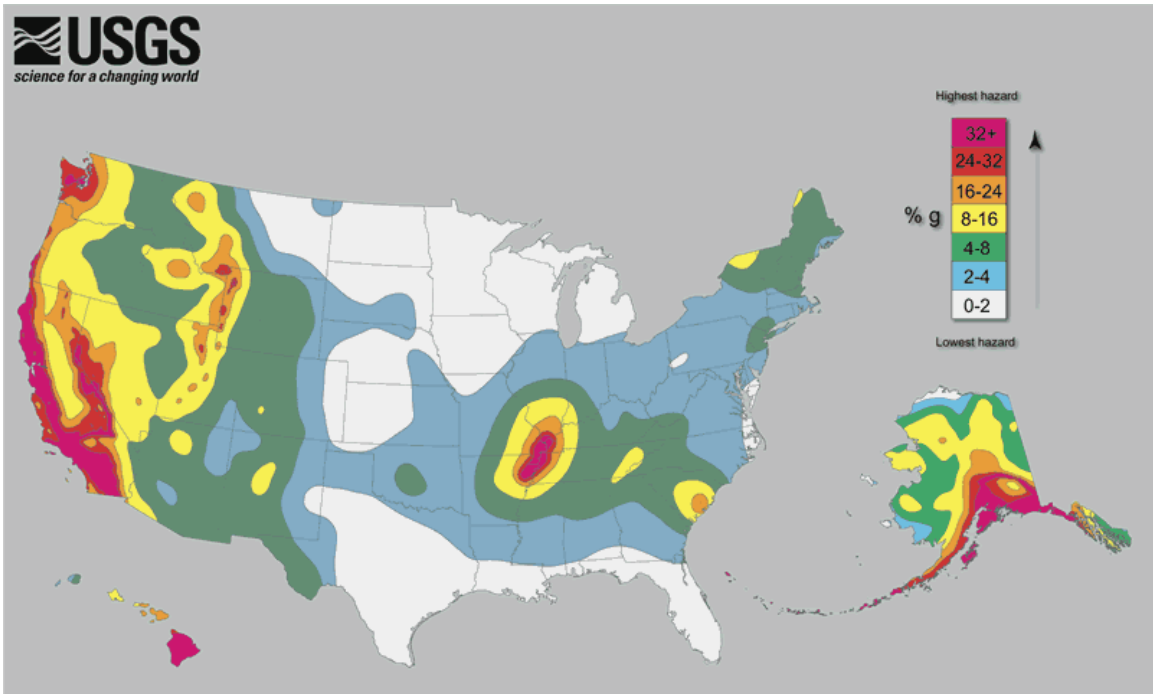 USGS
science for a changing world
Highest hazard
32+
24-32
16-24
% g
8-16
4-8
2-4
0-2
Lowest hazard